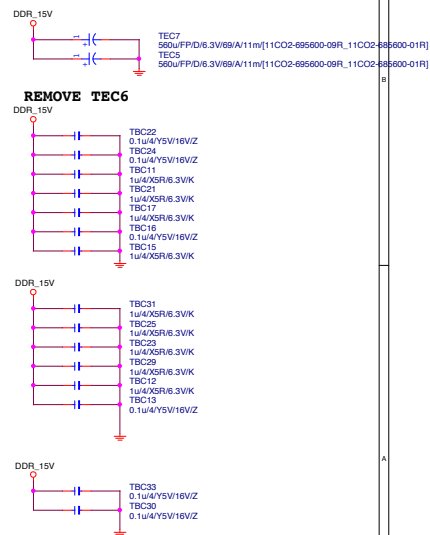 DDR_15V
1
TEC7
560u/FP/D/6.3V/69/A/11m/[11CO2-695600-09R_11CO2-685600-01R]
1
TEC5
560u/FP/D/6.3V/69/A/11m/[11CO2-695600-09R_11CO2-685600-01R]
B
REMOVE TEC6
DDR_15V
TBC22
0.1u/4/Y5V/16V/Z
TBC24
0.1u/4/Y5V/16V/Z
TBC11
1u/4/X5R/6.3V/K
TBC21
1u/4/X5R/6.3V/K
TBC17
1u/4/X5R/6.3V/K
TBC16
0.1u/4/Y5V/16V/Z
TBC15
1u/4/X5R/6.3V/K
DDR_15V
TBC31
1u/4/X5R/6.3V/K
TBC25
1u/4/X5R/6.3V/K
TBC23
1u/4/X5R/6.3V/K
TBC29
1u/4/X5R/6.3V/K
TBC12
1u/4/X5R/6.3V/K
TBC13
0.1u/4/Y5V/16V/Z
DDR_15V
A
TBC33
0.1u/4/Y5V/16V/Z
TBC30
0.1u/4/Y5V/16V/Z